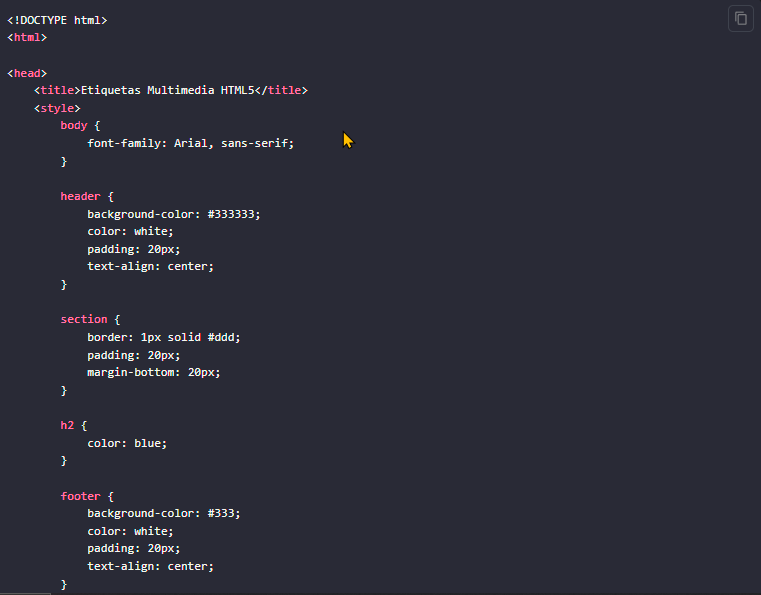 <!DOCTYPE html>
<html>
<head>
    <title>Etiquetas Multimedia HTML5</title>
    <style>
        body {
            font-family: Arial, sans-serif;
        }
        header {
            background-color: #333333;
            color: white;
            padding: 20px;
            text-align: center;
        }
        section {
            border: 1px solid #ddd;
            padding: 20px;
            margin-bottom: 20px;
        }
        h2 {
            color: blue;
        }
        footer {
            background-color: #333;
            color: white;
            padding: 20px;
            text-align: center;
        }